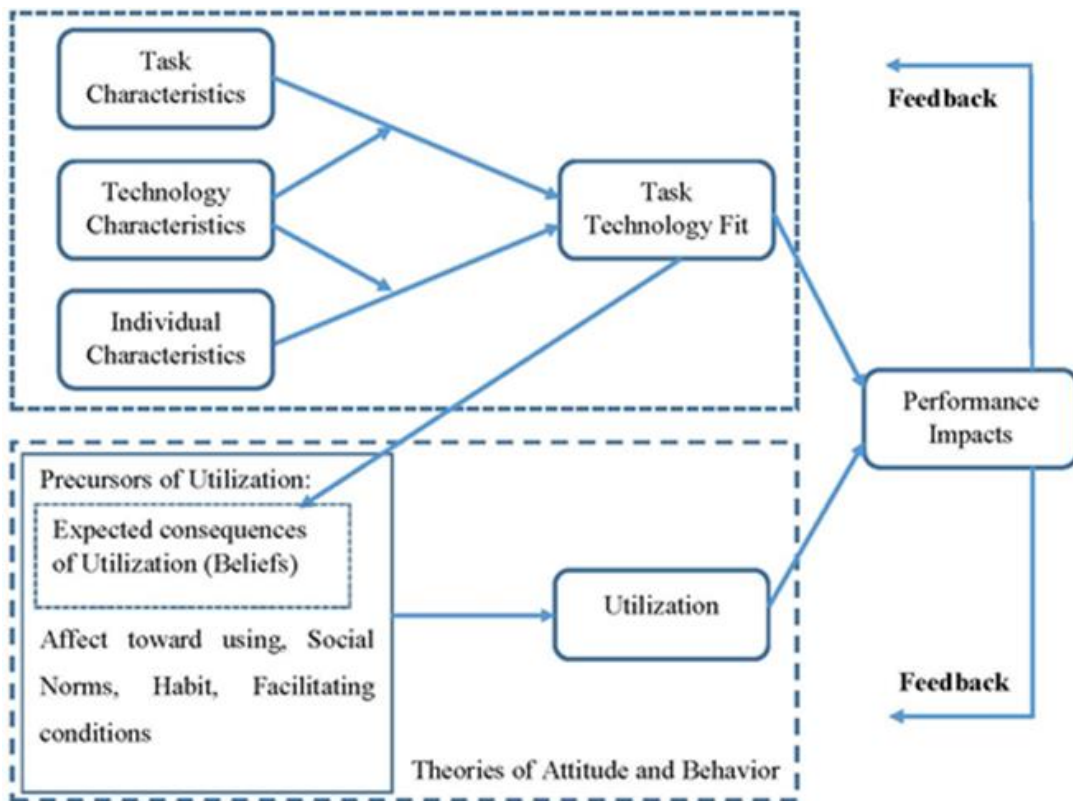 Task
Characteristics
Technology
Characteristics
Individual
Characteristics
Task
Technology Fit
Feedback
Performance
Impacts
Precursors of Utilization:
Expected consequences
of Utilization (Beliefs)
Affect toward using, Social
Norms, Habit, Facilitating
conditions
Utilization
Theories of Attitude and Behavior
Feedback